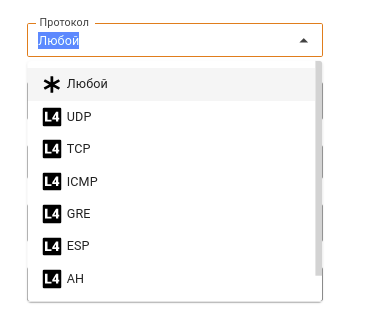 Протокол
Любой
Любой
L4 UDP
L4 TCP
L4 ICMP
L4 GRE
L4 ESP
L4 AH